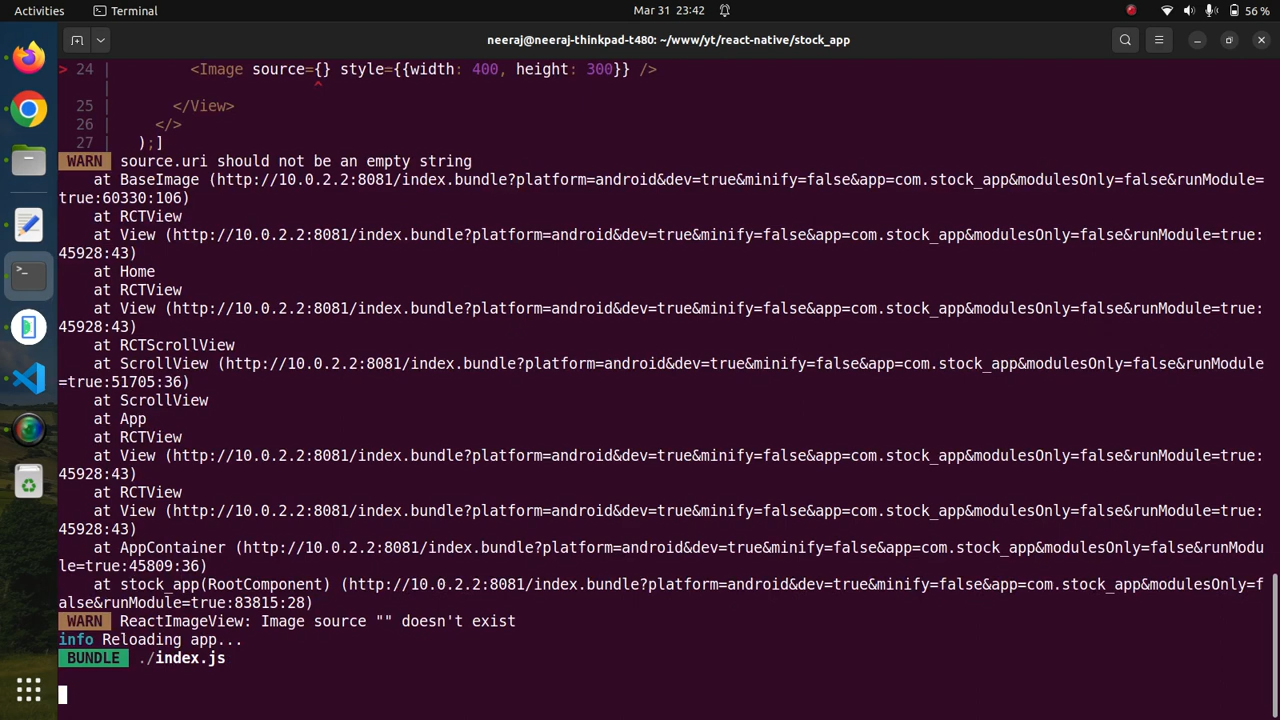 Activities
Terminal
Mar 31 23:42
56 %
neeraj@neeraj-thinkpad-t480: ~/www/yt/react-native/stock_app
> 24 |         <Image source={} style={{width: 400, height: 300}} />
|                       ^
25 |       </View>
26 |     </>
27 |   );]
WARN source.uri should not be an empty string
at BaseImage (http://10.0.2.2:8081/index.bundle?platform=android&dev=true&minify=false&app=com.stock_app&modulesOnly=false&runModule=
true:60330:106)
at RCTView
at View (http://10.0.2.2:8081/index.bundle?platform=android&dev=true&minify=false&app=com.stock_app&modulesOnly=false&runModule=true:
45928:43)
at Home
at RCTView
at View (http://10.0.2.2:8081/index.bundle?platform=android&dev=true&minify=false&app=com.stock_app&modulesOnly=false&runModule=true:
45928:43)
at RCTScrollView
at ScrollView (http://10.0.2.2:8081/index.bundle?platform=android&dev=true&minify=false&app=com.stock_app&modulesOnly=false&runModule
=true:51705:36)
at ScrollView
at App
at RCTView
at View (http://10.0.2.2:8081/index.bundle?platform=android&dev=true&minify=false&app=com.stock_app&modulesOnly=false&runModule=true:
45928:43)
at RCTView
at View (http://10.0.2.2:8081/index.bundle?platform=android&dev=true&minify=false&app=com.stock_app&modulesOnly=false&runModule=true:
45928:43)
at AppContainer (http://10.0.2.2:8081/index.bundle?platform=android&dev=true&minify=false&app=com.stock_app&modulesOnly=false&runModu
le=true:45809:36)
at stock_app(RootComponent) (http://10.0.2.2:8081/index.bundle?platform=android&dev=true&minify=false&app=com.stock_app&modulesOnly=f
alse&runModule=true:83815:28)
WARN ReactImageView: Image source "" doesn't exist
info Reloading app...
BUNDLE ./index.js